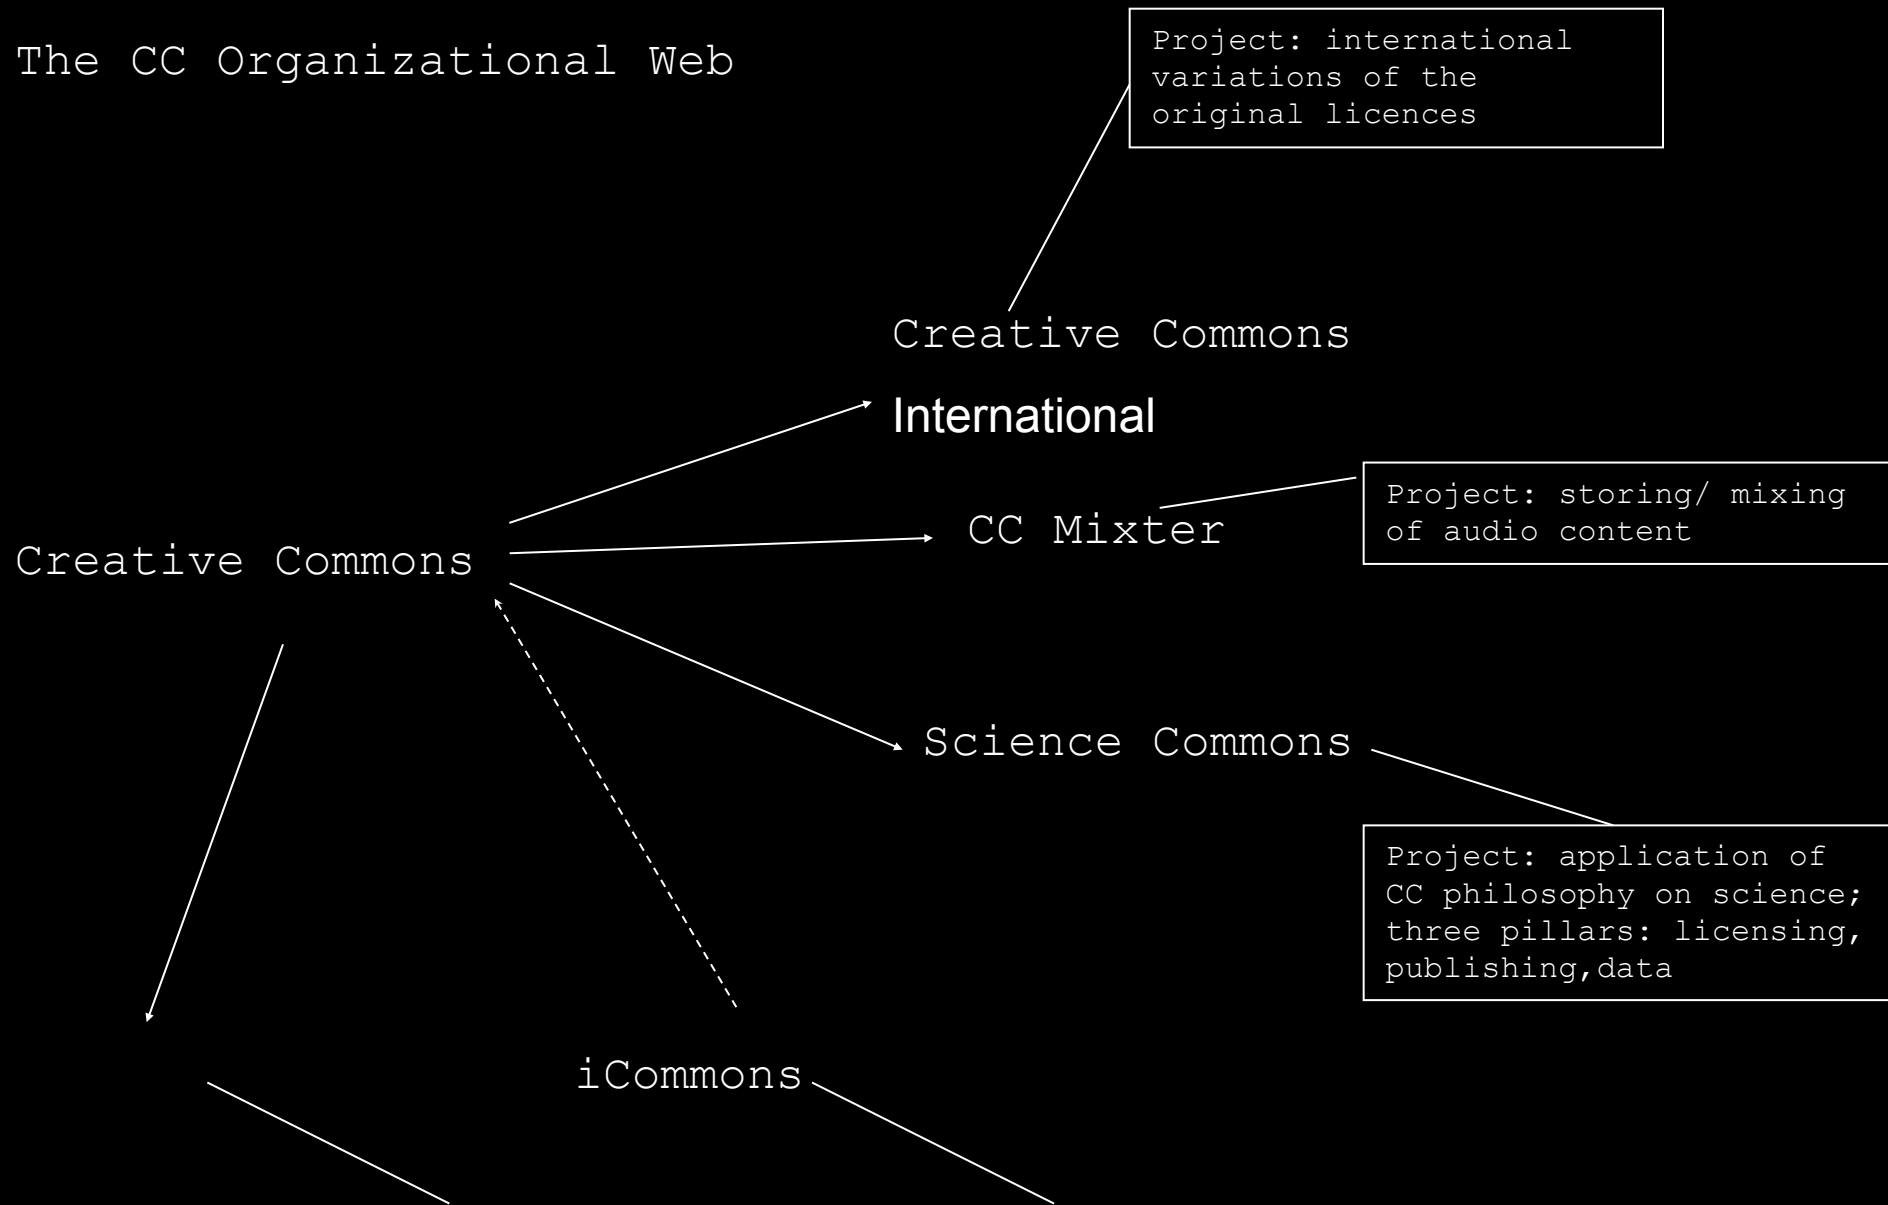 The CC Organizational Web
Project: international
variations of the
original licences
Creative Commons
International
Project: storing/ mixing
of audio content
CC Mixter
Creative Commons
Science Commons
Project: application of
CC philosophy on science;
three pillars: licensing,
publishing,data
iCommons